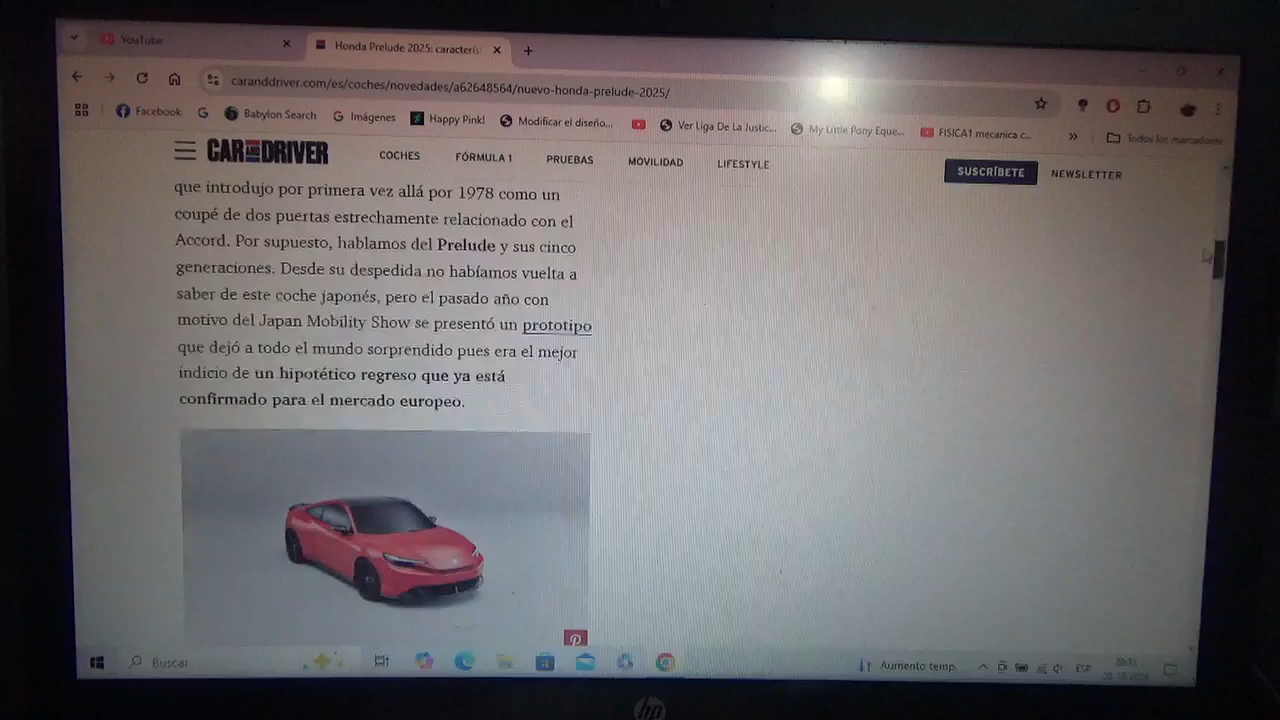 YouTube
Honda Prelude 2025: caracterís
caranddriver.com/es/coches/novedades/a62648564/nuevo-honda-prelude-2025/
Facebook G Babylon Search G Imágenes Happy Pink! Modificar el diseño... Ver Liga De La Justic... My Little Pony Eque... FISICA1 mecanica c... » Todos los marcadores
CAR AND DRIVER COCHES FÓRMULA 1 PRUEBAS MOVILIDAD LIFESTYLE SUSCRÍBETE NEWSLETTER
que introdujo por primera vez allá por 1978 como un
coupé de dos puertas estrechamente relacionado con el
Accord. Por supuesto, hablamos del Prelude y sus cinco
generaciones. Desde su despedida no habíamos vuelta a
saber de este coche japonés, pero el pasado año con
motivo del Japan Mobility Show se presentó un prototipo
que dejó a todo el mundo sorprendido pues era el mejor
indicio de un hipotético regreso que ya está
confirmado para el mercado europeo.
Buscar
Aumento temp. ESP
hp